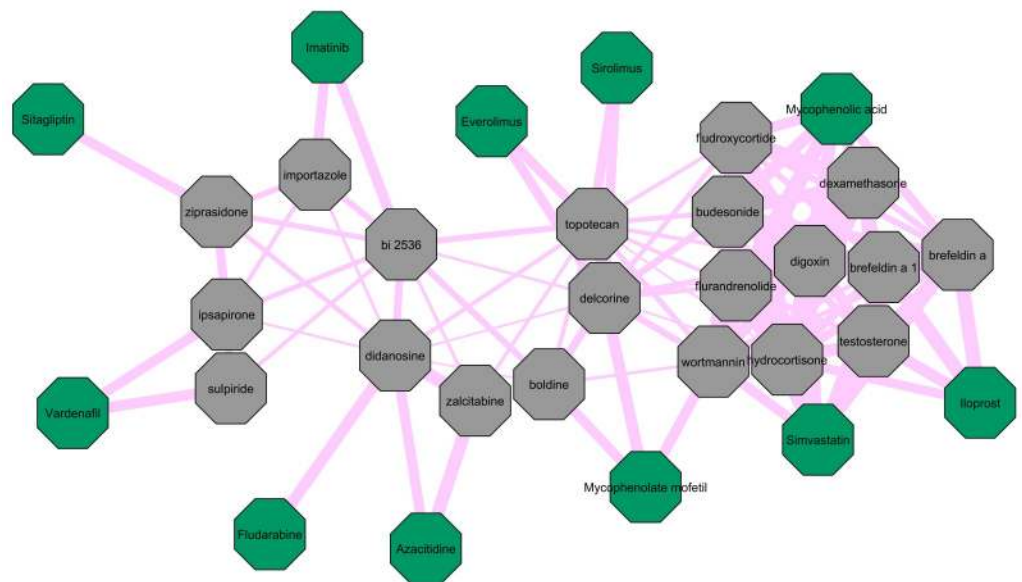 Imatinib
Sirolimus
Sitagliptin
Everolimus
Mycophenolic acid
fludroxycortide
importazole
dexamethasone
ziprasidone
budesonide
topotecan
bi 2536
brefeldin a
digoxin
brefeldin a 1
flurandrenolide
delcorine
ipsapirone
testosterone
didanosine
wortmannin
hydrocortisone
sulpiride
boldine
zalcitabine
Iloprost
Vardenafil
Simvastatin
Mycophenolate mofetil
Fludarabine
Azacitidine